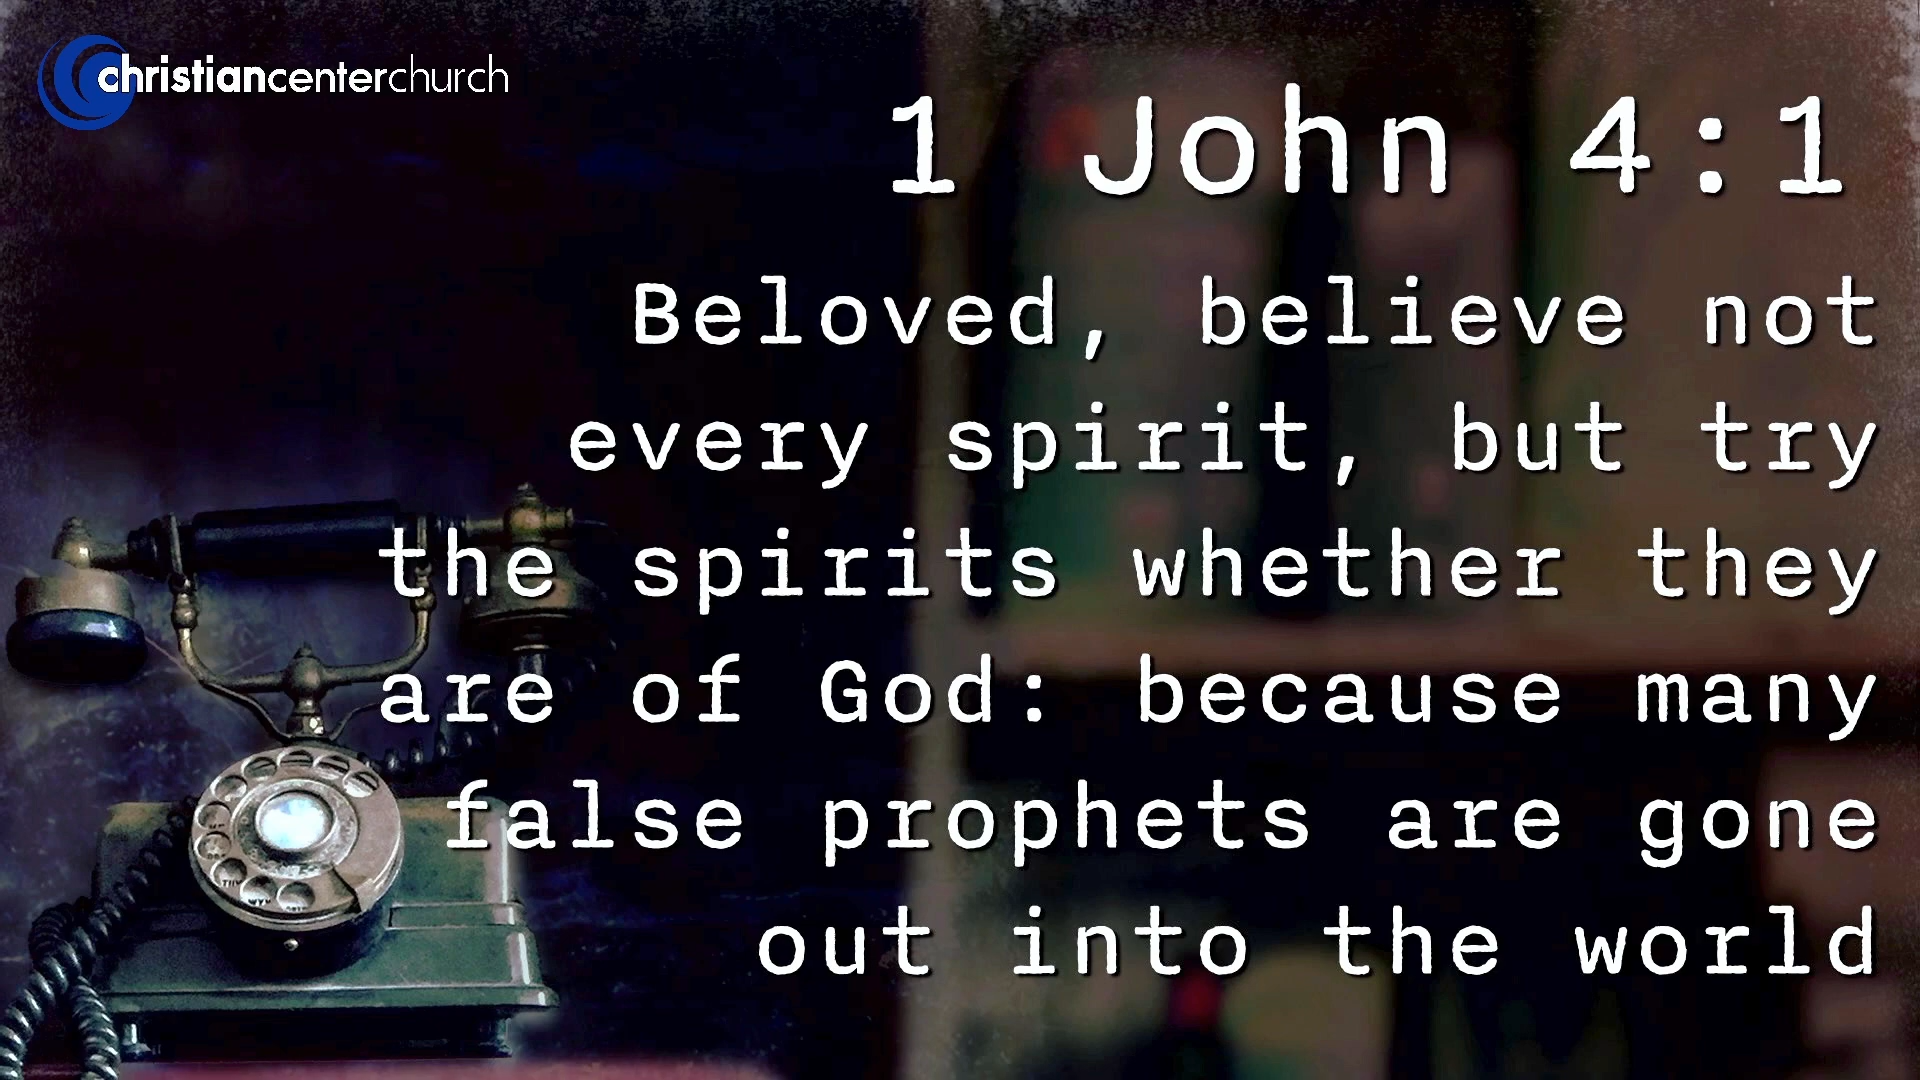 christiancenterchurch
1 John 4:1
Beloved, believe not
every spirit, but try
the spirits whether they
are of God: because many
false prophets are gone
out into the world